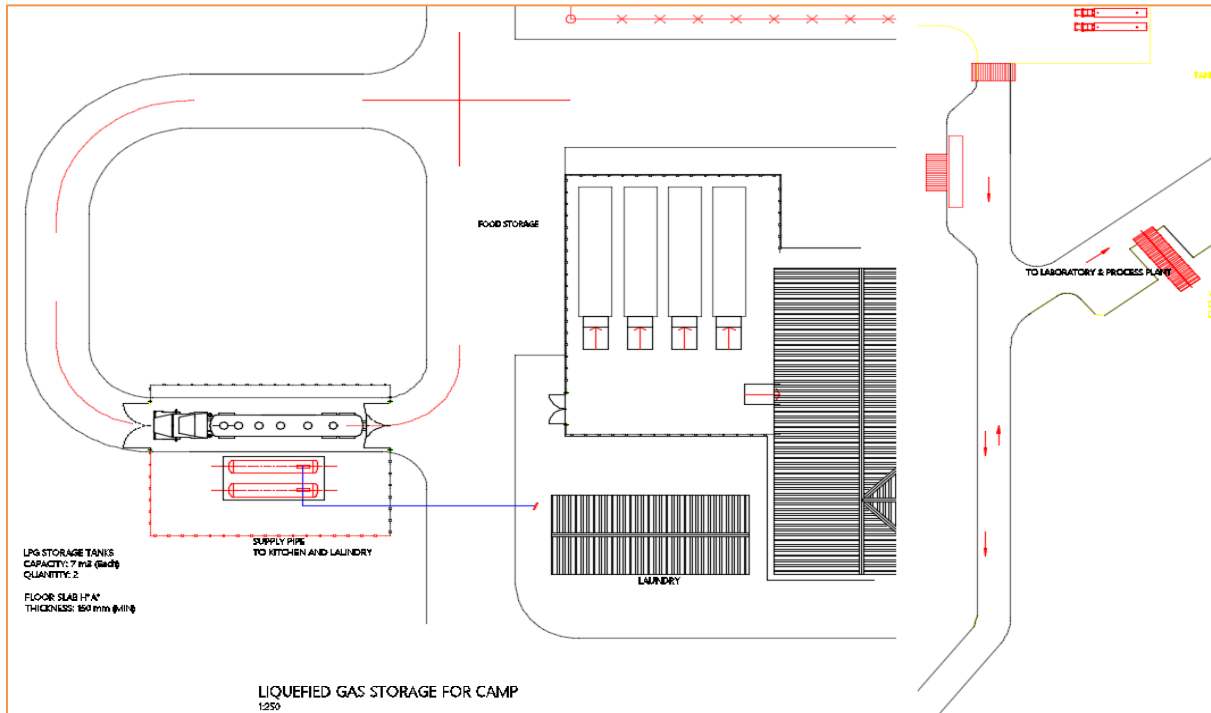 FOOD STORAGE
TO LABORATORY & PROCESS PLANT
SUPPLY PIPE
TO KITCHEN AND LAUNDRY
LPG STORAGE TANKS
CAPACITY: 7 m3 (Each)
QUANTITY: 2
FLOOR SLAB HºAº
THICKNESS: 150 mm (MIN)
LAUNDRY
LIQUEFIED GAS STORAGE FOR CAMP
1:250